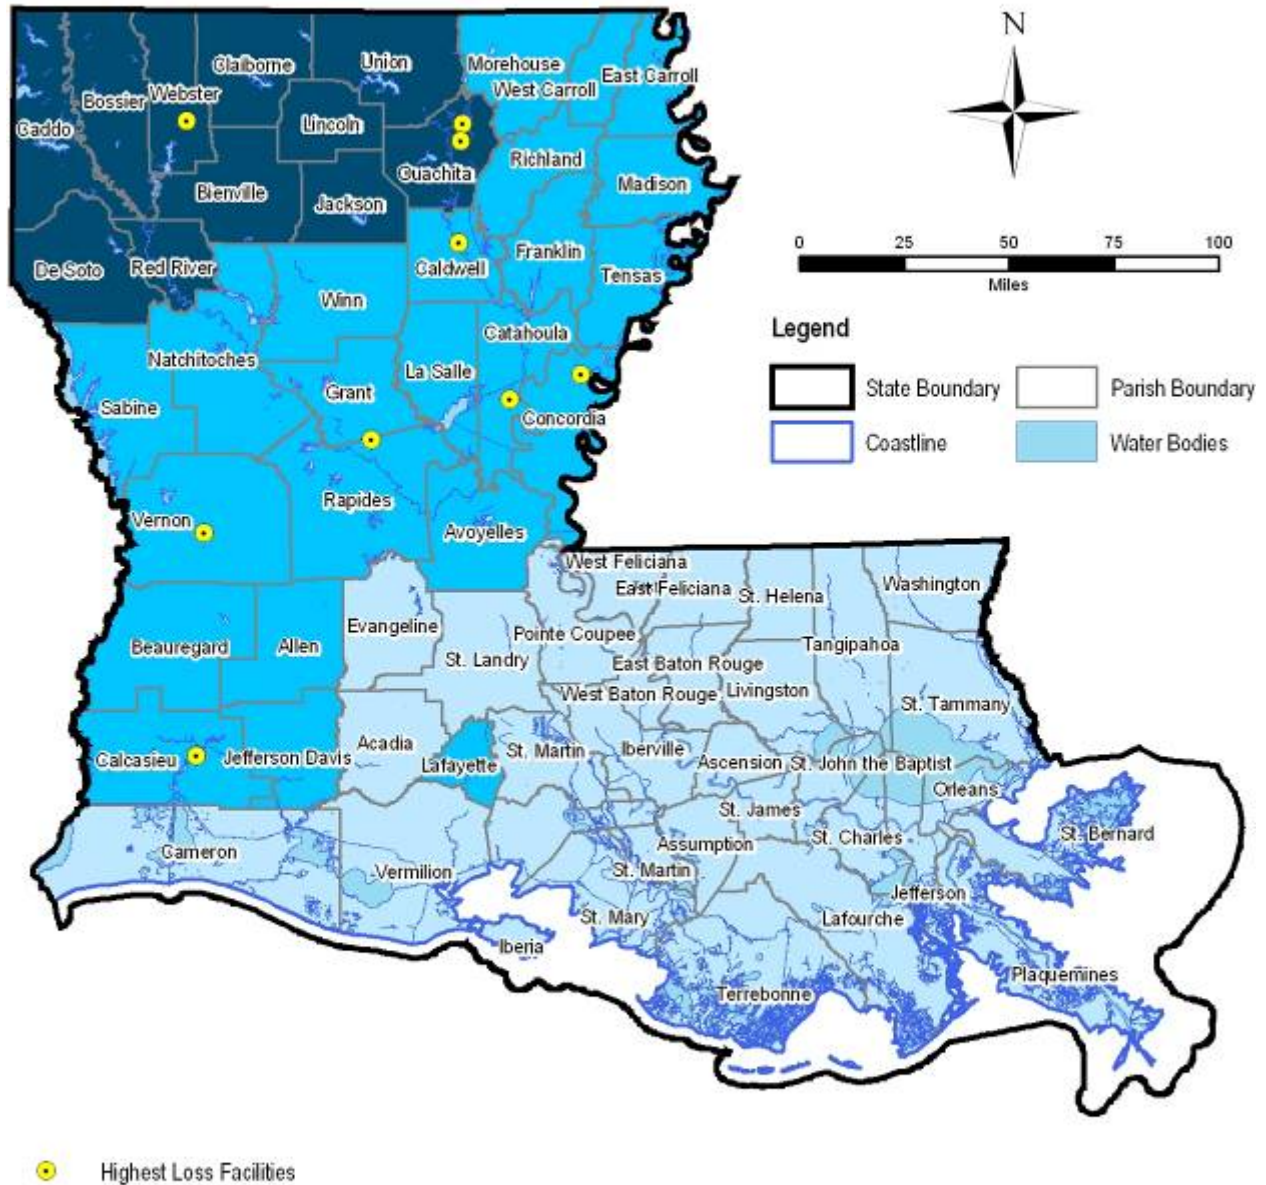 N
Claiborne
Union
Morehouse
East Carroll
West Carroll
Bossier
Webster
Caddo
Lincoln
Richland
Ouachita
Madison
Bienville
Jackson
De Soto
Red River
Caldwell
Franklin
Tensas
Winn
Catahoula
Natchitoches
La Salle
Grant
Sabine
Concordia
Rapides
Vernon
Avoyelles
West Feliciana
East Feliciana
St. Helena
Washington
Evangeline
Pointe Coupee
Beauregard
Allen
Tangipahoa
St. Landry
East Baton Rouge
West Baton Rouge
Livingston
St. Tammany
Acadia
St. Martin
Iberville
Calcasieu
Jefferson Davis
Lafayette
Ascension
St. John the Baptist
Orleans
St. James
St. Bernard
Cameron
Assumption
St. Charles
Vermilion
St. Martin
Jefferson
St. Mary
Lafourche
Iberia
Plaquemines
Terrebonne
0 25 50 75 100
Miles
Legend
State Boundary
Parish Boundary
Coastline
Water Bodies
Highest Loss Facilities